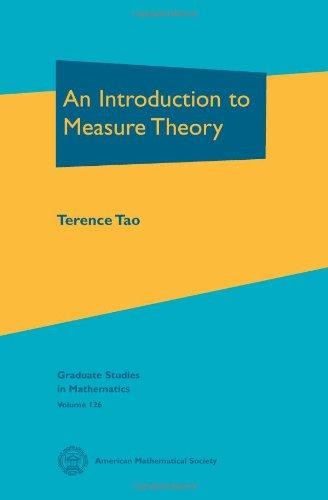 An Introduction to
Measure Theory
Terence Tao
Graduate Studies
in Mathematics
Volume 126
American Mathematical Society